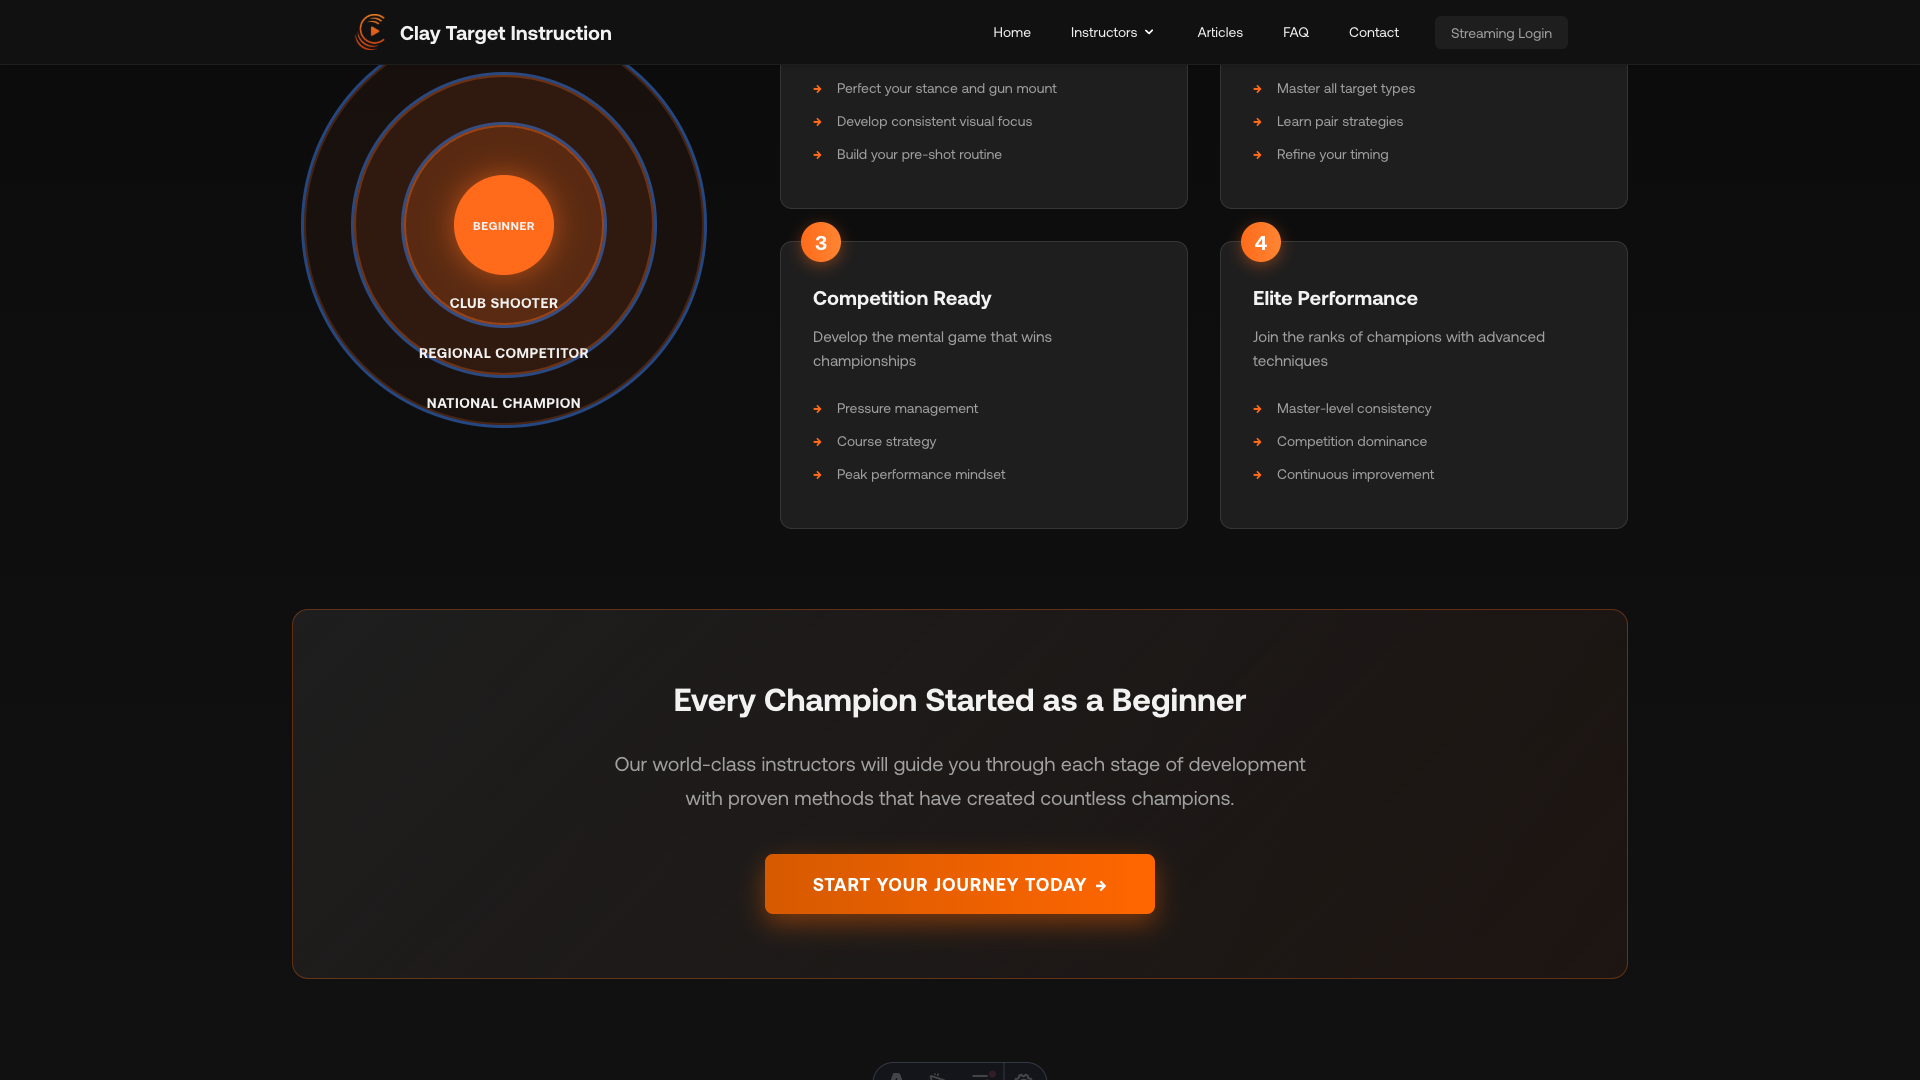 Clay Target Instruction
Home
Instructors
Articles
FAQ
Contact
Streaming Login
BEGINNER
CLUB SHOOTER
REGIONAL COMPETITOR
NATIONAL CHAMPION
→ Perfect your stance and gun mount
→ Develop consistent visual focus
→ Build your pre-shot routine
→ Master all target types
→ Learn pair strategies
→ Refine your timing
3
Competition Ready
Develop the mental game that wins
championships
→ Pressure management
→ Course strategy
→ Peak performance mindset
4
Elite Performance
Join the ranks of champions with advanced
techniques
→ Master-level consistency
→ Competition dominance
→ Continuous improvement
Every Champion Started as a Beginner
Our world-class instructors will guide you through each stage of development
with proven methods that have created countless champions.
START YOUR JOURNEY TODAY →